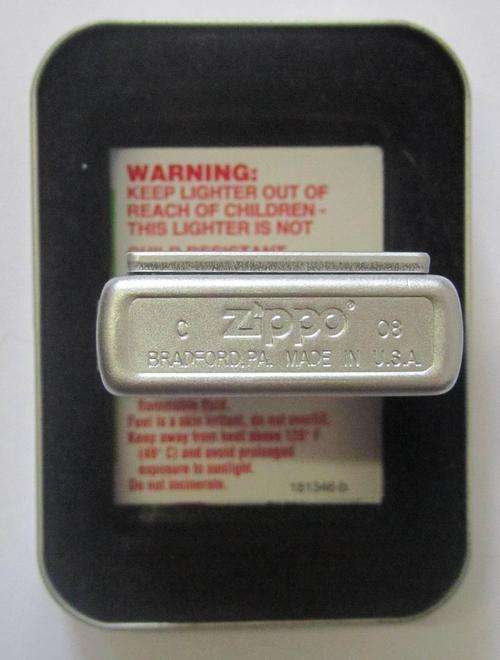 WARNING:
KEEP LIGHTER OUT OF
REACH OF CHILDREN -
THIS LIGHTER IS NOT
CHILD RESISTANT
C Zippo® 08
BRADFORD, PA. MADE IN U.S.A.
flammable fluid.
Fuel is a skin irritant, do not overfill.
Keep away from heat above 120° F
(49° C) and avoid prolonged
exposure to sunlight.
Do not incinerate.